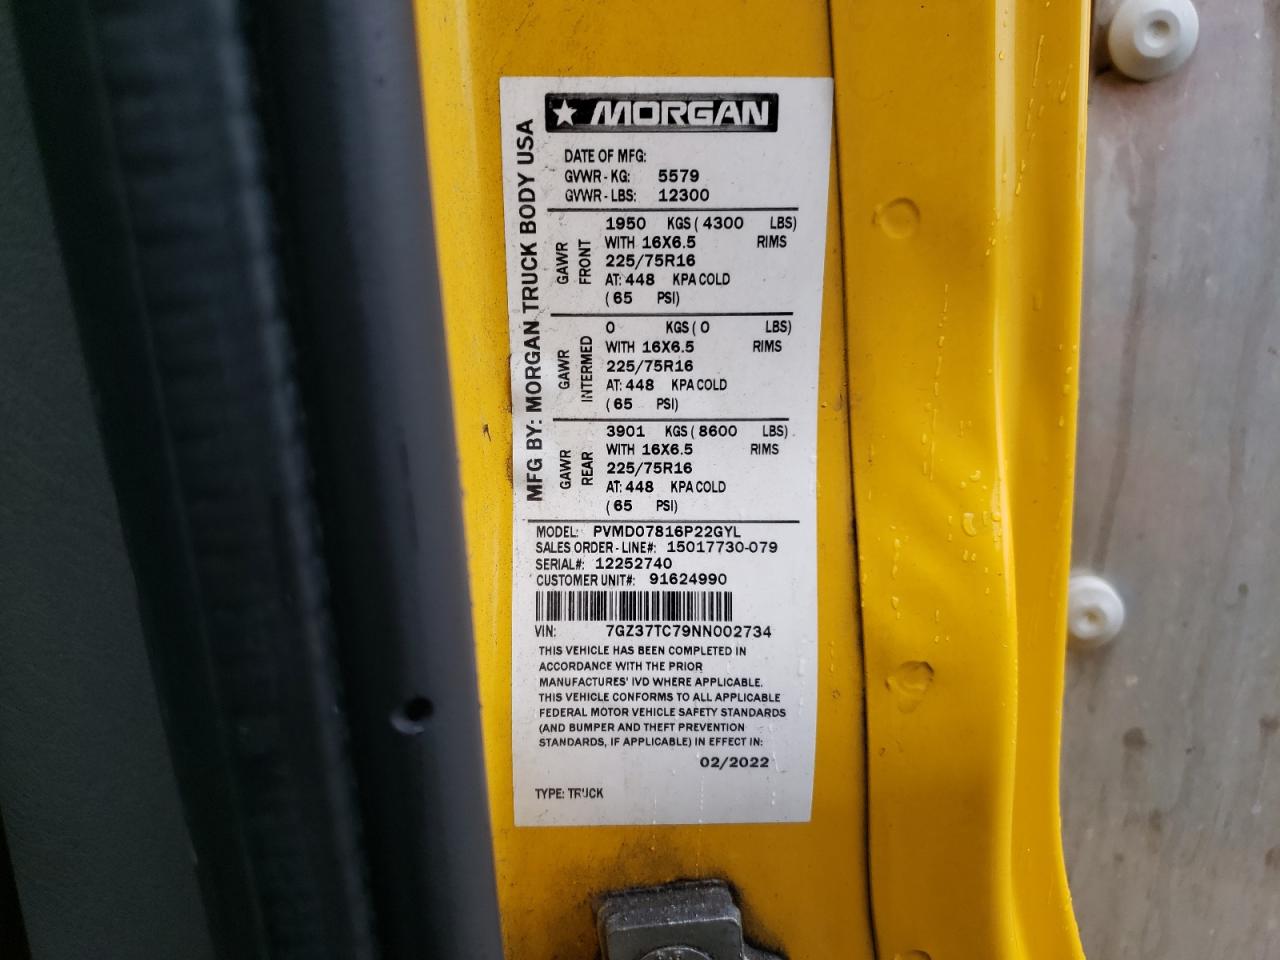 MORGAN
MFG BY: MORGAN TRUCK BODY USA
DATE OF MFG:
GVWR - KG: 5579
GVWR - LBS: 12300
GAWR FRONT
1950 KGS ( 4300 LBS)
WITH 16X6.5 RIMS
225/75R16
AT: 448 KPA COLD
( 65 PSI)
GAWR INTERMED
0 KGS ( 0 LBS)
WITH 16X6.5 RIMS
225/75R16
AT: 448 KPA COLD
( 65 PSI)
GAWR REAR
3901 KGS ( 8600 LBS)
WITH 16X6.5 RIMS
225/75R16
AT: 448 KPA COLD
( 65 PSI)
MODEL: PVMD07816P22GYL
SALES ORDER - LINE#: 15017730-079
SERIAL#: 12252740
CUSTOMER UNIT#: 91624990
VIN: 7GZ37TC79NN002734
THIS VEHICLE HAS BEEN COMPLETED IN
ACCORDANCE WITH THE PRIOR
MANUFACTURES' IVD WHERE APPLICABLE.
THIS VEHICLE CONFORMS TO ALL APPLICABLE
FEDERAL MOTOR VEHICLE SAFETY STANDARDS
(AND BUMPER AND THEFT PREVENTION
STANDARDS, IF APPLICABLE) IN EFFECT IN:
02/2022
TYPE: TRUCK